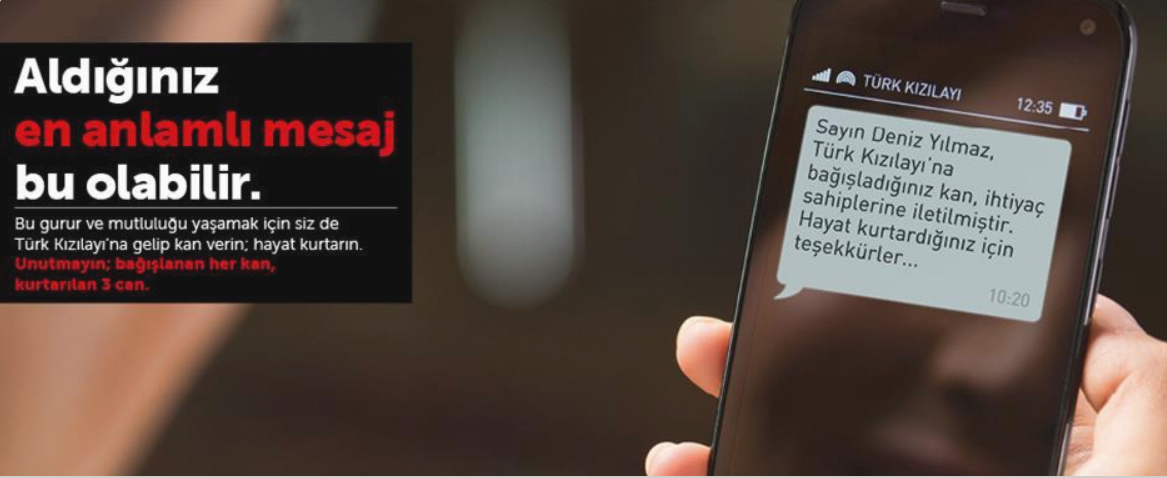 Aldığınız
en anlamlı mesaj
bu olabilir.
Bu gurur ve mutluluğu yaşamak için siz de
Türk Kızılayı'na gelip kan verin; hayat kurtarın.
Unutmayın; bağışlanan her kan,
kurtarılan 3 can.
TÜRK KIZILAYI 12:35
Sayın Deniz Yılmaz,
Türk Kızılayı'na
bağışladığınız kan, ihtiyaç
sahiplerine iletilmiştir.
Hayat kurtardığınız için
teşekkürler...
10:20